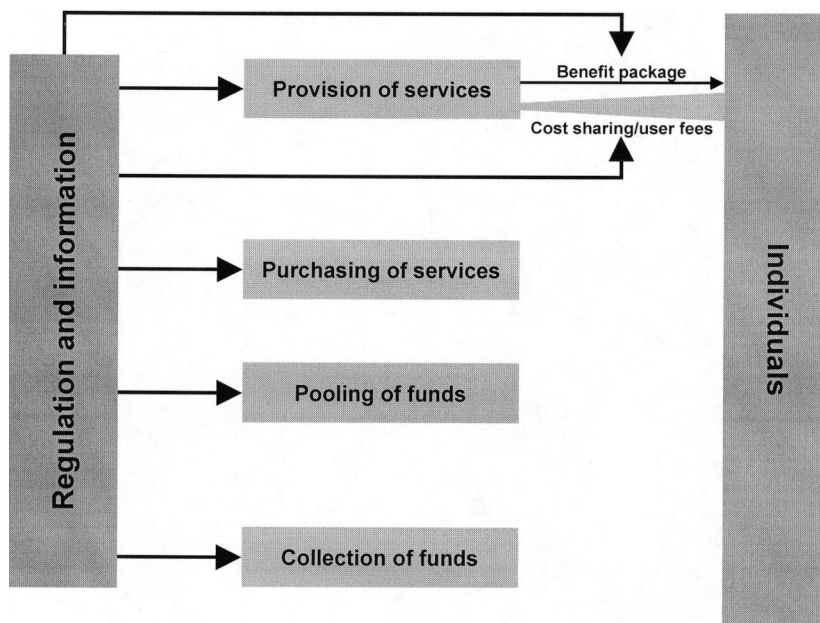 Regulation and information
Provision of services
Benefit package
Cost sharing/user fees
Purchasing of services
Pooling of funds
Collection of funds
Individuals